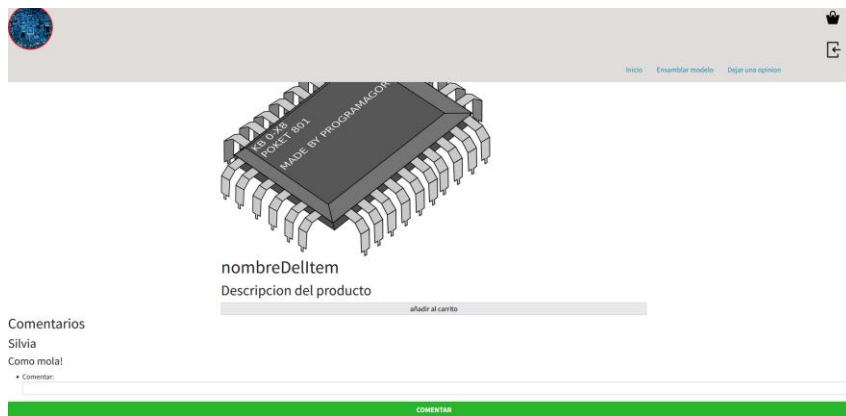 Inicio Ensamblar modelo Dejar una opinion
KB 0-X8
POKET 801
MADE BY PROGRAMAGOR
nombreDelItem
Descripcion del producto
añadir al carrito
Comentarios
Silvia
Como mola!
Comentar:
COMENTAR